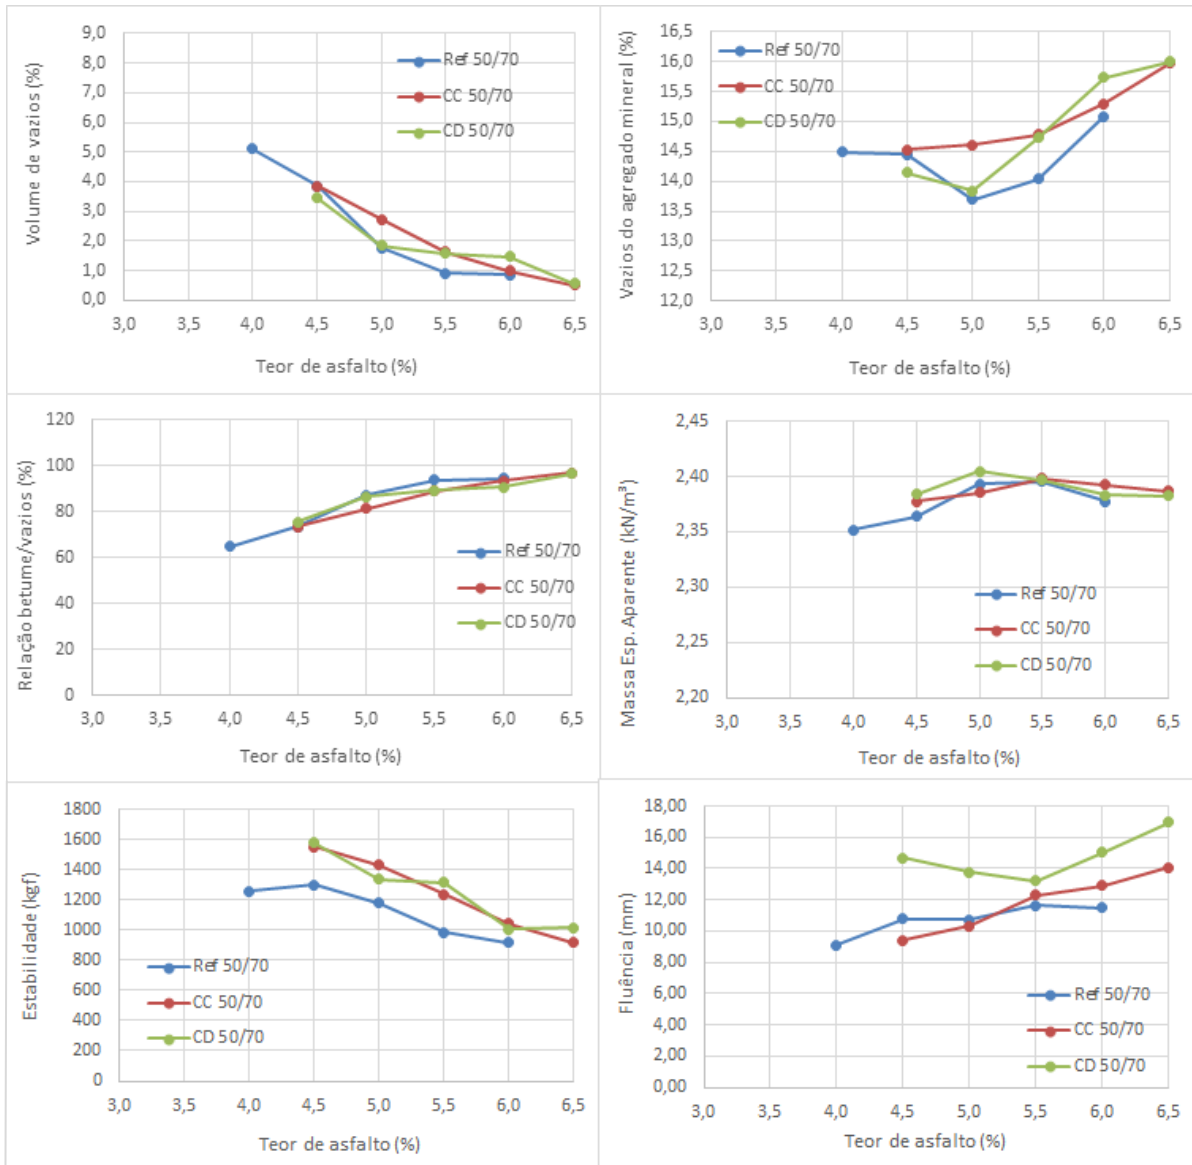 Volume de vazios (%)
9,0
8,0
7,0
6,0
5,0
4,0
3,0
2,0
1,0
0,0
Ref 50/70
CC 50/70
CD 50/70
3,0 3,5 4,0 4,5 5,0 5,5 6,0 6,5
Teor de asfalto (%)
Vazios do agregado mineral (%)
16,5
16,0
15,5
15,0
14,5
14,0
13,5
13,0
12,5
12,0
Ref 50/70
CC 50/70
CD 50/70
3,0 3,5 4,0 4,5 5,0 5,5 6,0 6,5
Teor de asfalto (%)
Relação betume/vazios (%)
120
100
80
60
40
20
0
Ref 50/70
CC 50/70
CD 50/70
3,0 3,5 4,0 4,5 5,0 5,5 6,0 6,5
Teor de asfalto (%)
Massa Esp. Aparente (kN/m³)
2,45
2,40
2,35
2,30
2,25
2,20
Ref 50/70
CC 50/70
CD 50/70
3,0 3,5 4,0 4,5 5,0 5,5 6,0 6,5
Teor de asfalto (%)
Estabilidade (kgf)
1800
1600
1400
1200
1000
800
600
400
200
0
Ref 50/70
CC 50/70
CD 50/70
3,0 3,5 4,0 4,5 5,0 5,5 6,0 6,5
Teor de asfalto (%)
Fluência (mm)
18,00
16,00
14,00
12,00
10,00
8,00
6,00
4,00
2,00
0,00
Ref 50/70
CC 50/70
CD 50/70
3,0 3,5 4,0 4,5 5,0 5,5 6,0 6,5
Teor de asfalto (%)